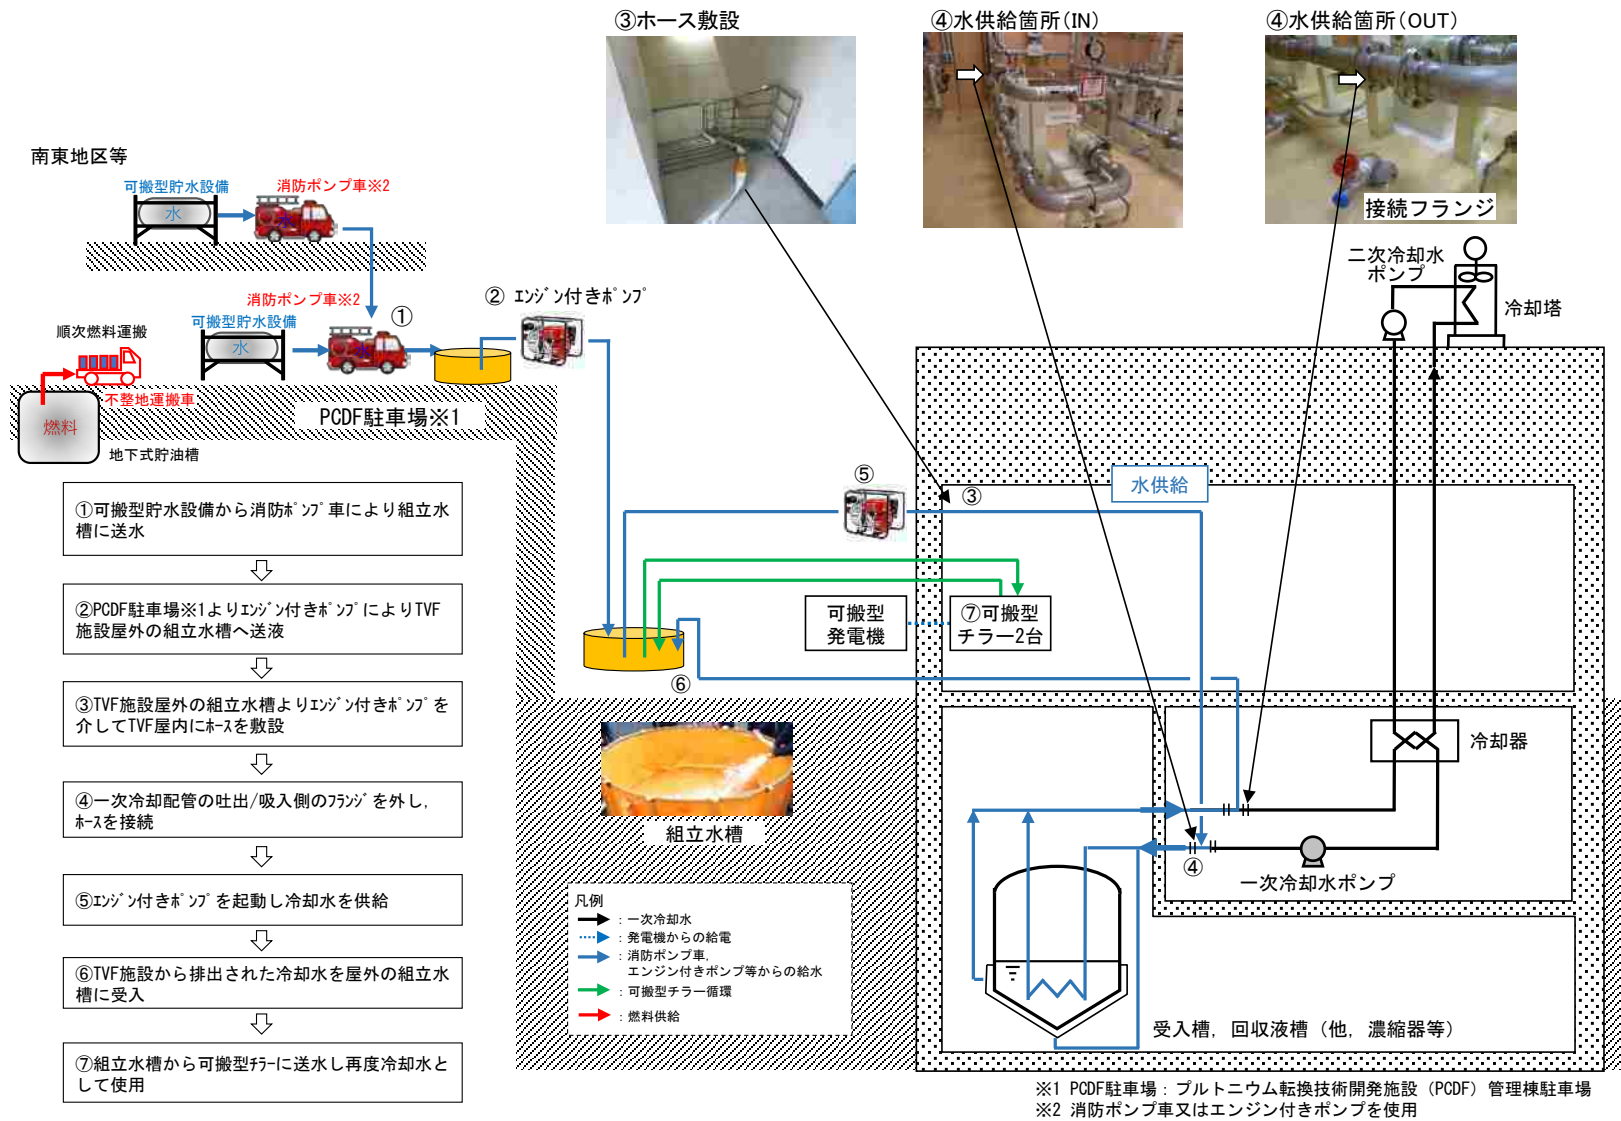 ③ホース敷設
④水供給箇所(IN)
④水供給箇所(OUT)
接続フランジ
南東地区等
可搬型貯水設備
消防ポンプ車※2
水
水
消防ポンプ車※2
①
可搬型貯水設備
水
水
② エンジン付きポンプ
順次燃料運搬
不整地運搬車
燃料
地下式貯油槽
PCDF駐車場※1
二次冷却水
ポンプ
冷却塔
①可搬型貯水設備から消防ポンプ車により組立水
槽に送水
②PCDF駐車場※1よりエンジン付きポンプによりTVF
施設屋外の組立水槽へ送液
③TVF施設屋外の組立水槽よりエンジン付きポンプを
介してTVF屋内にホースを敷設
④一次冷却配管の吐出/吸入側のフランジを外し,
ホースを接続
⑤エンジン付きポンプを起動し冷却水を供給
⑥TVF施設から排出された冷却水を屋外の組立水
槽に受入
⑦組立水槽から可搬型チラーに送水し再度冷却水と
して使用
⑤
③
水供給
可搬型
発電機
⑦可搬型
チラー2台
⑥
組立水槽
冷却器
④
一次冷却水ポンプ
受入槽, 回収液槽 (他, 濃縮器等)
凡例
: 一次冷却水
: 発電機からの給電
: 消防ポンプ車,
エンジン付きポンプ等からの給水
: 可搬型チラー循環
: 燃料供給
※1 PCDF駐車場 : プルトニウム転換技術開発施設 (PCDF) 管理棟駐車場
※2 消防ポンプ車又はエンジン付きポンプを使用